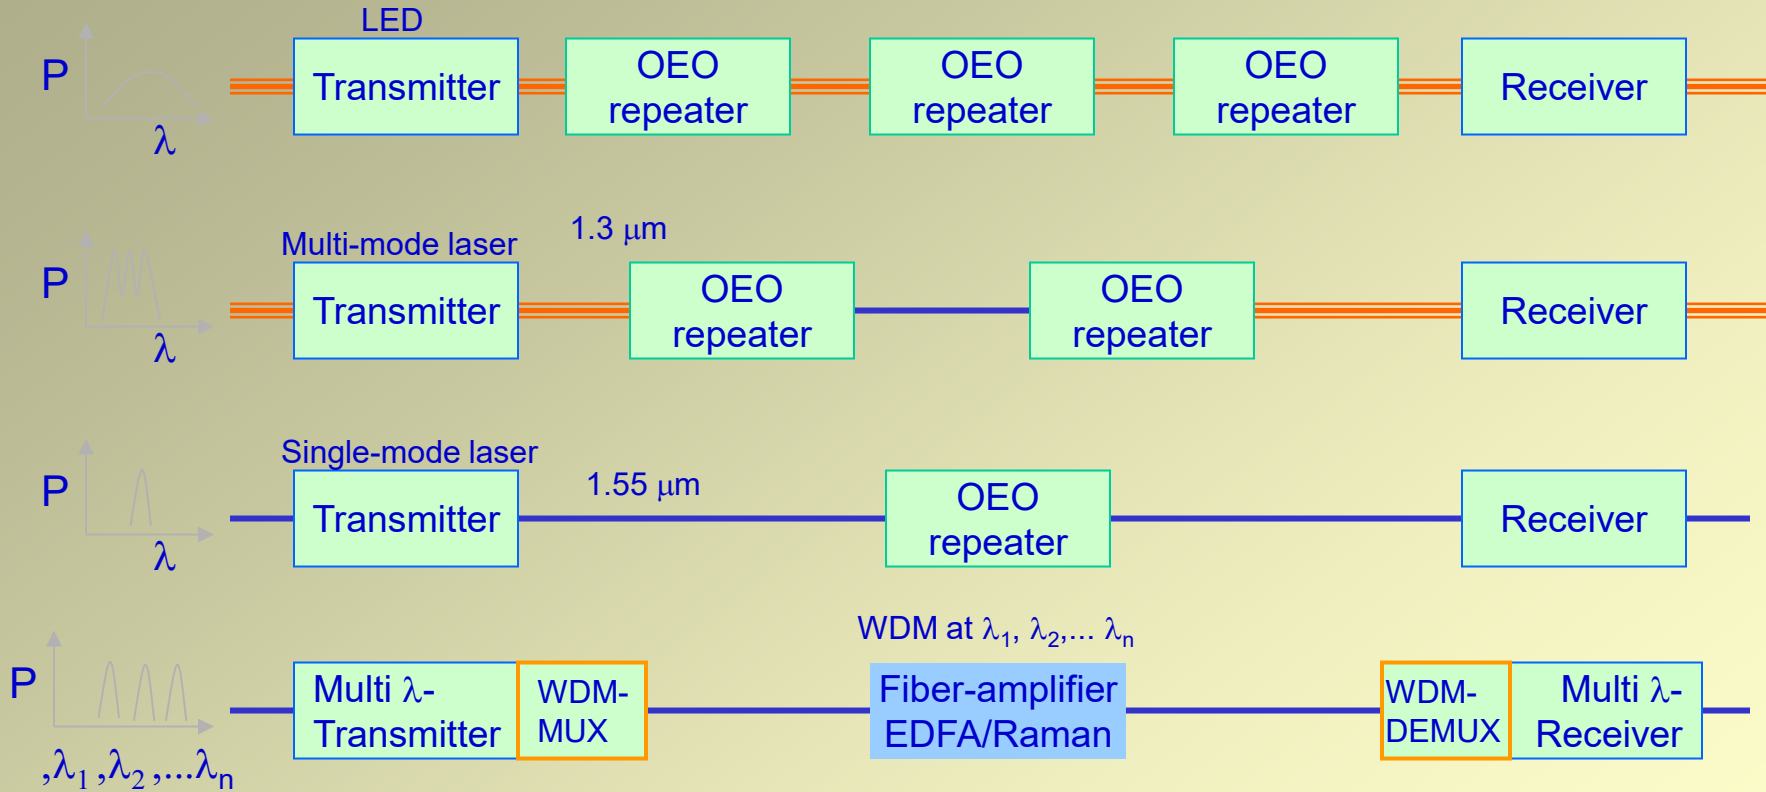 LED
P
λ
Transmitter
OEO
repeater
OEO
repeater
OEO
repeater
Receiver
1.3 μm
Multi-mode laser
P
λ
Transmitter
OEO
repeater
OEO
repeater
Receiver
Single-mode laser
1.55 μm
P
λ
Transmitter
OEO
repeater
Receiver
WDM at λ₁, λ₂,... λₙ
P
,λ₁ ,λ₂ ,...λₙ
Multi λ-
Transmitter
WDM-
MUX
Fiber-amplifier
EDFA/Raman
WDM-
DEMUX
Multi λ-
Receiver